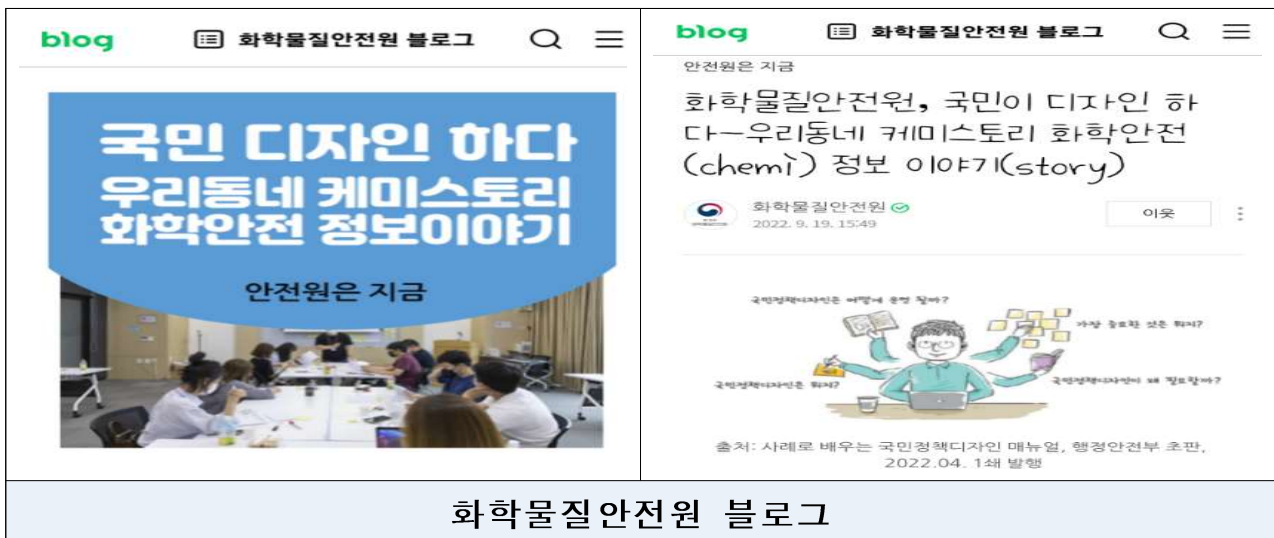 blog
화학물질안전원 블로그
국민 디자인 하다
우리동네 케미스토리
화학안전 정보이야기
안전원은 지금
blog
화학물질안전원 블로그
안전원은 지금
화학물질안전원, 국민이 디자인 하
다~우리동네 케미스토리 화학안전
(chemi) 정보 이야기(story)
화학물질안전원
2022. 9. 19. 15:49
이웃
국민정책디자인은 어떻게 운영 될까?
가장 중요한 것은 뭐지?
국민정책디자인은 뭐지?
국민정책디자인이 왜 필요할까?
출처: 사례로 배우는 국민정책디자인 매뉴얼, 행정안전부 초판,
2022.04. 1쇄 발행
화학물질안전원 블로그